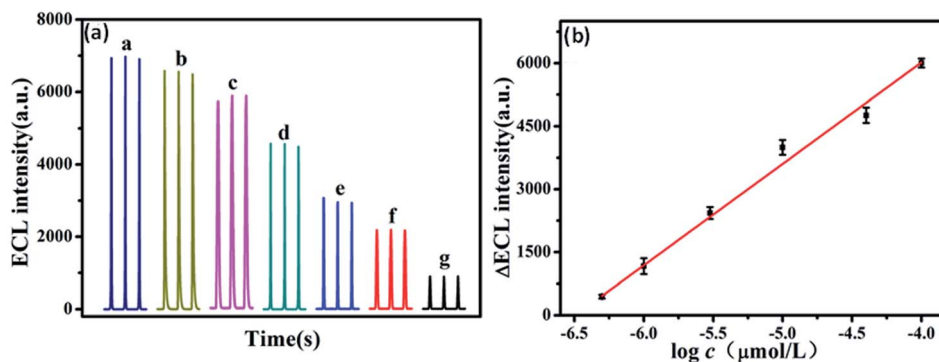 (a)
8000
6000
4000
2000
0
ECL intensity(a.u.)
a
b
c
d
e
f
g
Time(s)
(b)
6000
4500
3000
1500
0
ΔECL intensity(a.u.)
-6.5 -6.0 -5.5 -5.0 -4.5 -4.0
log c（μmol/L）